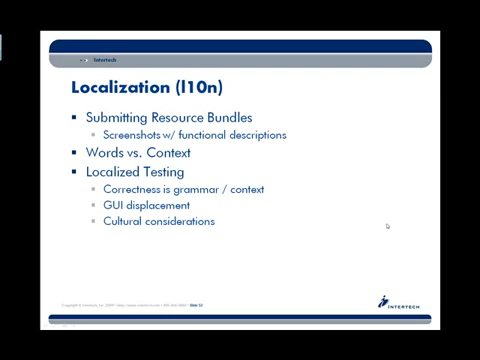 Intertech
Localization (l10n)
Submitting Resource Bundles
Screenshots w/ functional descriptions
Words vs. Context
Localized Testing
Correctness is grammar / context
GUI displacement
Cultural considerations
INTERTECH